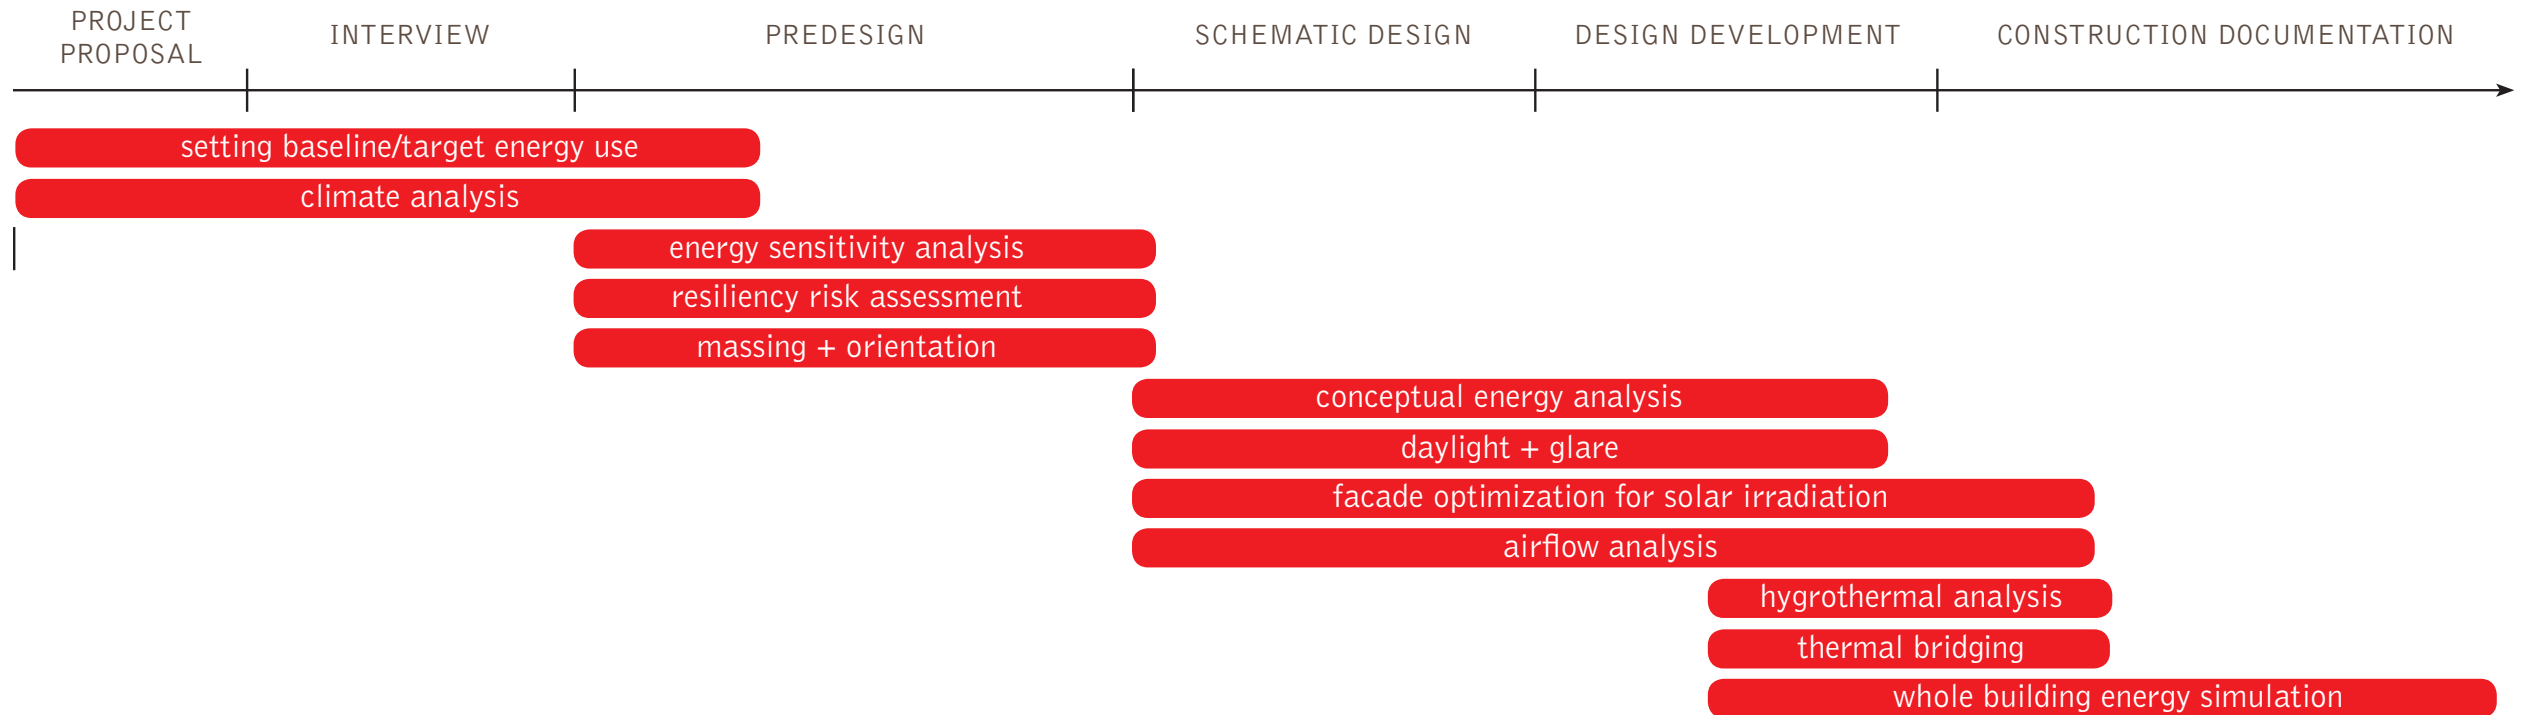 PROJECT
PROPOSAL
INTERVIEW
PREDESIGN
SCHEMATIC DESIGN
DESIGN DEVELOPMENT
CONSTRUCTION DOCUMENTATION
setting baseline/target energy use
climate analysis
energy sensitivity analysis
resiliency risk assessment
massing + orientation
conceptual energy analysis
daylight + glare
facade optimization for solar irradiation
airflow analysis
hygrothermal analysis
thermal bridging
whole building energy simulation